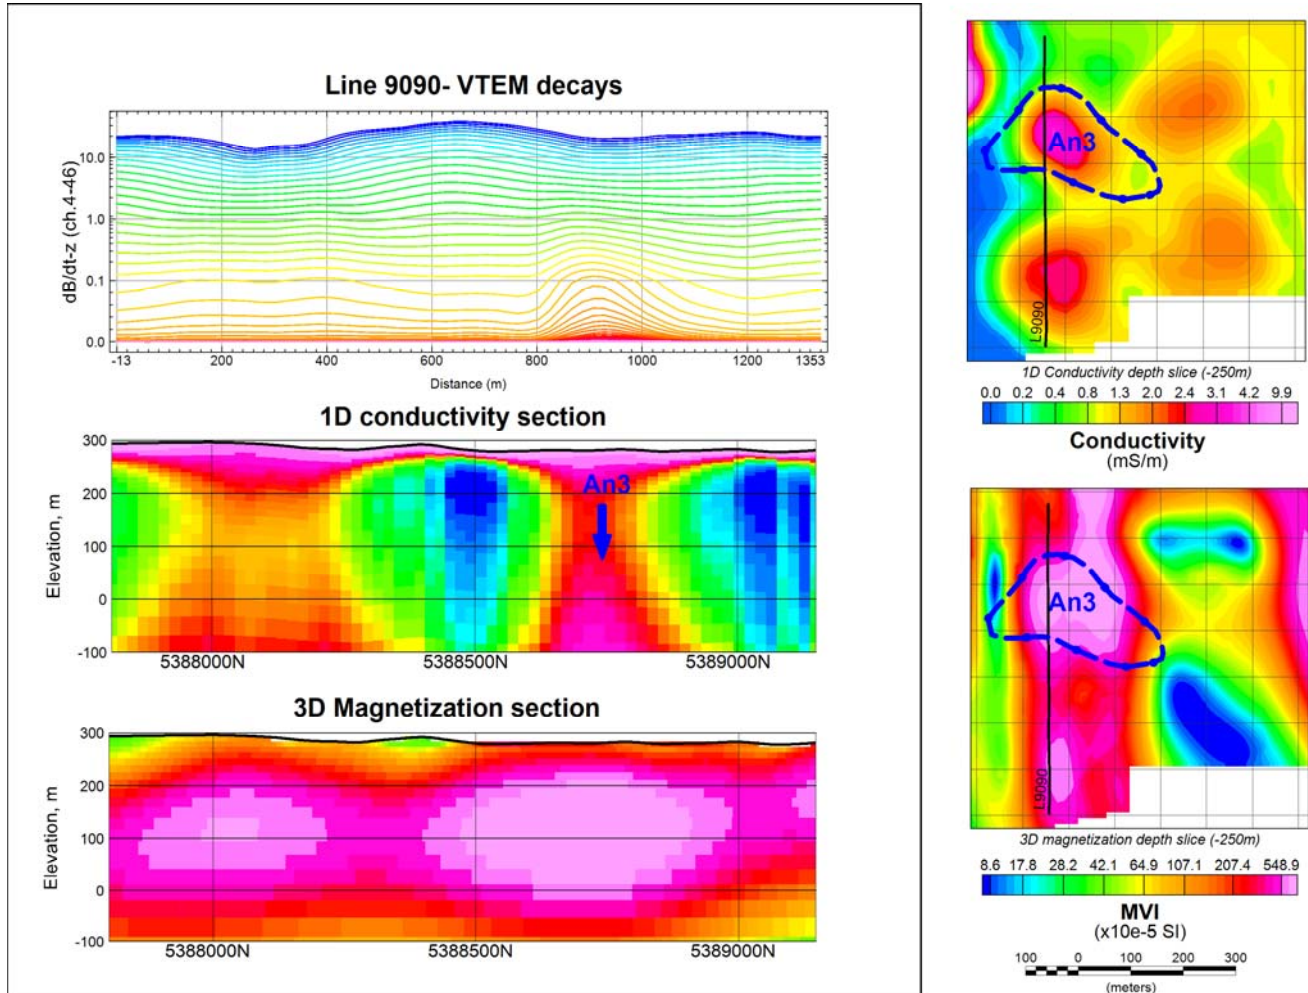 Line 9090- VTEM decays
dB/dt-z (ch.4-46)
10.0
1.0
0.1
0.0
-13 200 400 600 800 1000 1200 1353
Distance (m)
1D conductivity section
Elevation, m
300
200
100
0
-100
An3
5388000N 5388500N 5389000N
3D Magnetization section
Elevation, m
300
200
100
0
-100
5388000N 5388500N 5389000N
An3
L9090
1D Conductivity depth slice (-250m)
0.0 0.2 0.4 0.8 1.3 2.0 2.4 3.1 4.2 9.9
Conductivity
(mS/m)
An3
L9090
3D magnetization depth slice (-250m)
8.6 17.8 28.2 42.1 64.9 107.1 207.4 548.9
MVI
(x10e-5 SI)
100 0 100 200 300
(meters)